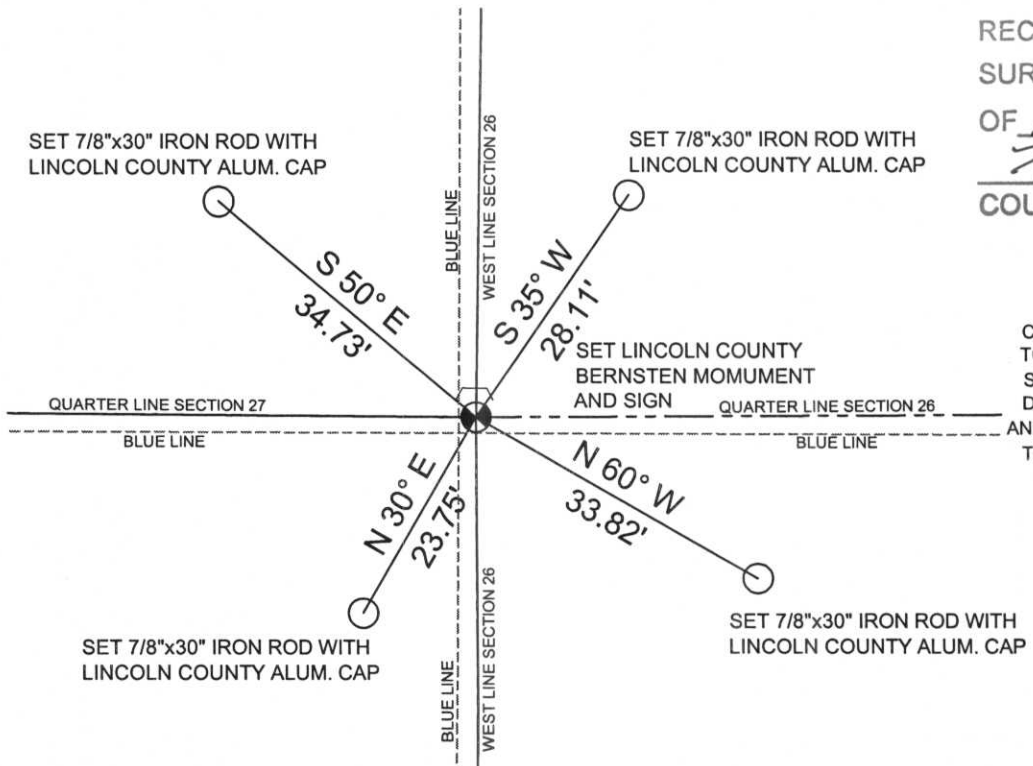 REC
SUR
OF
COU
SET 7/8"x30" IRON ROD WITH
LINCOLN COUNTY ALUM. CAP
SET 7/8"x30" IRON ROD WITH
LINCOLN COUNTY ALUM. CAP
BLUE LINE
WEST LINE SECTION 26
S 50° E
34.73'
S 35° W
28.11'
SET LINCOLN COUNTY
BERNSTEN MOMUMENT
AND SIGN
QUARTER LINE SECTION 27
BLUE LINE
QUARTER LINE SECTION 26
BLUE LINE
C
TO
S
D
AN
T
N 30° E
23.75'
N 60° W
33.82'
SET 7/8"x30" IRON ROD WITH
LINCOLN COUNTY ALUM. CAP
SET 7/8"x30" IRON ROD WITH
LINCOLN COUNTY ALUM. CAP
BLUE LINE
WEST LINE SECTION 26